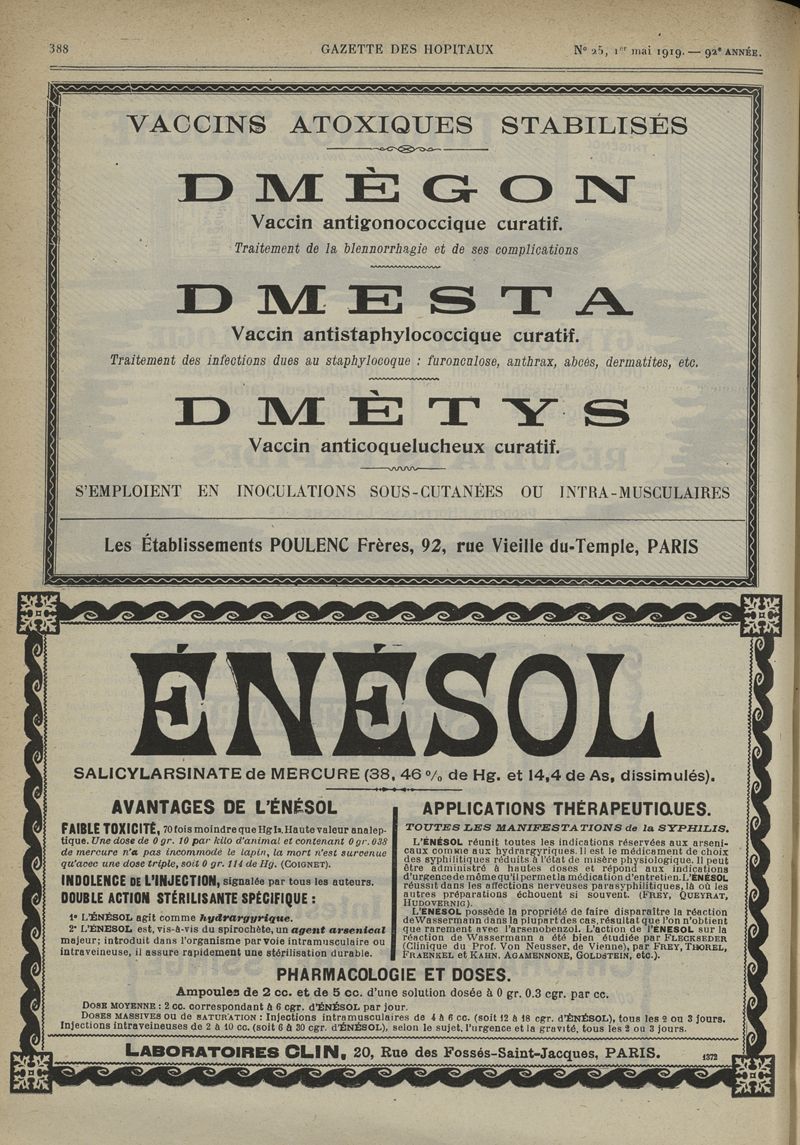 388
GAZETTE DES HOPITAUX
N° 25, 1er mai 1919. — 92e ANNÉE.
VACCINS ATOXIQUES STABILISÉS
DMÈGON
Vaccin antigonococcique curatif.
Traitement de la blennorrhagie et de ses complications
DMESTA
Vaccin antistaphylococcique curatif.
Traitement des infections dues au staphylocoque : furonculose, anthrax, abcès, dermatites, etc.
DMÈTYS
Vaccin anticoquelucheux curatif.
S'EMPLOIENT EN INOCULATIONS SOUS-CUTANÉES OU INTRA-MUSCULAIRES
Les Établissements POULENC Frères, 92, rue Vieille du-Temple, PARIS
ÉNÉSOL
SALICYLARSINATE de MERCURE (38, 46 % de Hg. et 14,4 de As, dissimulés).
AVANTAGES DE L'ÉNÉSOL
FAIBLE TOXICITÉ, 70 fois moindre que Hg I2. Haute valeur analep-
tique. Une dose de 0 gr. 10 par kilo d'animal et contenant 0 gr. 038
de mercure n'a pas incommodé le lapin, la mort n'est survenue
qu'avec une dose triple, soit 0 gr. 114 de Hg. (COIGNET).
INDOLENCE DE L'INJECTION, signalée par tous les auteurs.
DOUBLE ACTION STÉRILISANTE SPÉCIFIQUE :
1° L'ÉNÉSOL agit comme hydrargyrique.
2° L'ÉNESOL est, vis-à-vis du spirochète, un agent arsenical
majeur; introduit dans l'organisme par voie intramusculaire ou
intraveineuse, il assure rapidement une stérilisation durable.
APPLICATIONS THÉRAPEUTIQUES.
TOUTES LES MANIFESTATIONS de la SYPHILIS.
L'ÉNÉSOL réunit toutes les indications réservées aux arseni-
caux comme aux hydrargyriques. Il est le médicament de choix
des syphilitiques réduits à l'état de misère physiologique. Il peut
être administré à hautes doses et répond aux indications
d'urgence de même qu'il permet la médication d'entretien. L'ÉNÉSOL
réussit dans les affections nerveuses parasyphilitiques, là où les
autres préparations échouent si souvent. (FREY, QUEYRAT,
HUDOVERNIG).
L'ENÉSOL possède la propriété de faire disparaître la réaction
de Wassermann dans la plupart des cas, résultat que l'on n'obtient
que rarement avec l'arsenobenzol. L'action de l'ÉNESOL sur la
réaction de Wassermann a été bien étudiée par FLECKSEDER
(Clinique du Prof. Von Neusser, de Vienne), par FREY, THOREL,
FRAENKEL et KAHN, AGAMENNONE, GOLDSTEIN, etc.).
PHARMACOLOGIE ET DOSES.
Ampoules de 2 cc. et de 5 cc. d'une solution dosée à 0 gr. 0.3 cgr. par cc.
DOSE MOYENNE : 2 cc. correspondant à 6 cgr. d'ÉNÉSOL par jour.
DOSES MASSIVES OU de SATURATION : Injections intramusculaires de 4 à 6 cc. (soit 12 à 18 cgr. d'ÉNÉSOL), tous les 2 ou 3 jours.
Injections intraveineuses de 2 à 10 cc. (soit 6 à 30 cgr. d'ÉNÉSOL), selon le sujet, l'urgence et la gravité, tous les 2 ou 3 jours.
LABORATOIRES CLIN, 20, Rue des Fossés-Saint-Jacques, PARIS.
1372